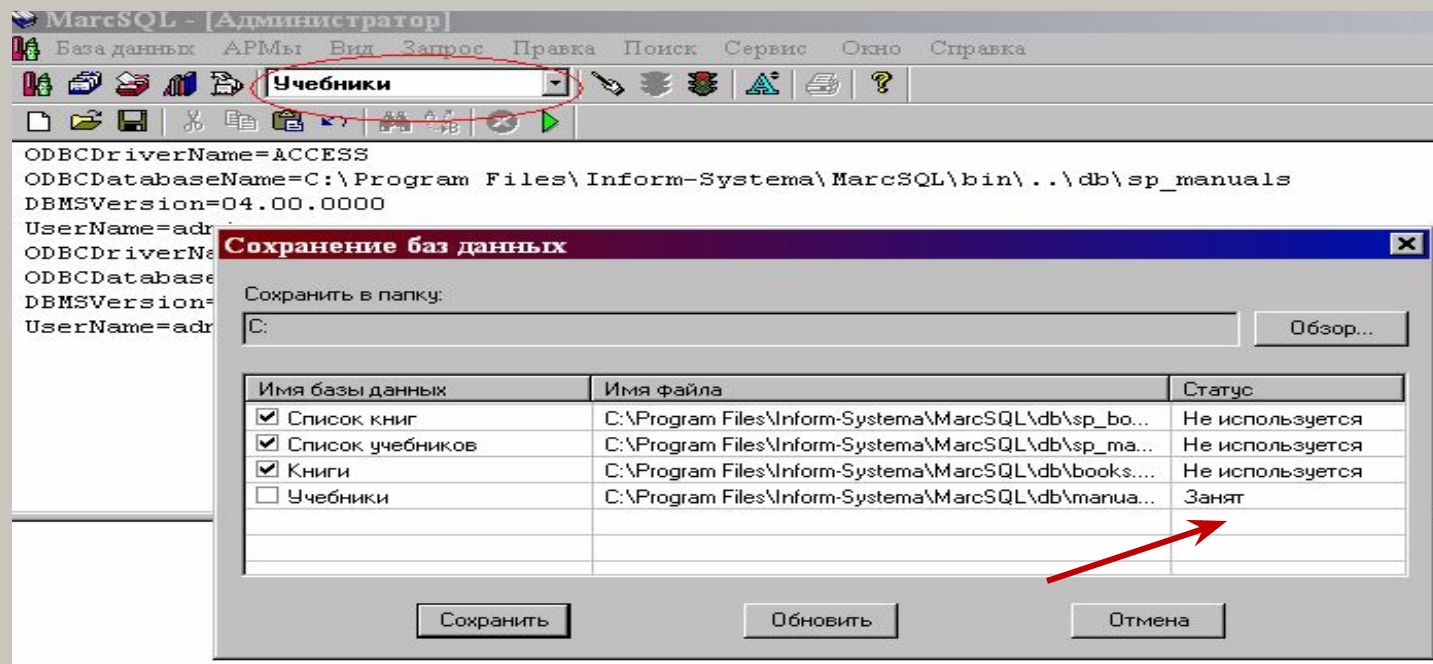 MarcSQL - [Администратор]
База данных АРМы Вид Запрос Правка Поиск Сервис Окно Справка
Учебники
ODBCDriverName=ACCESS
ODBCDatabaseName=C:\Program Files\Inform-Systema\MarcSQL\bin\..\db\sp_manuals
DBMSVersion=04.00.0000
UserName=adm
ODBCDriverNa
ODBCDatabase
DBMSVersion=
UserName=adr
Сохранение баз данных
Сохранить в папку:
C:
Обзор...
Имя базы данных Имя файла Статус
Список книг C:\Program Files\Inform-Systema\MarcSQL\db\sp_bo... Не используется
Список учебников C:\Program Files\Inform-Systema\MarcSQL\db\sp_ma... Не используется
Книги C:\Program Files\Inform-Systema\MarcSQL\db\books.... Не используется
Учебники C:\Program Files\Inform-Systema\MarcSQL\db\manua... Занят
Сохранить Обновить Отмена